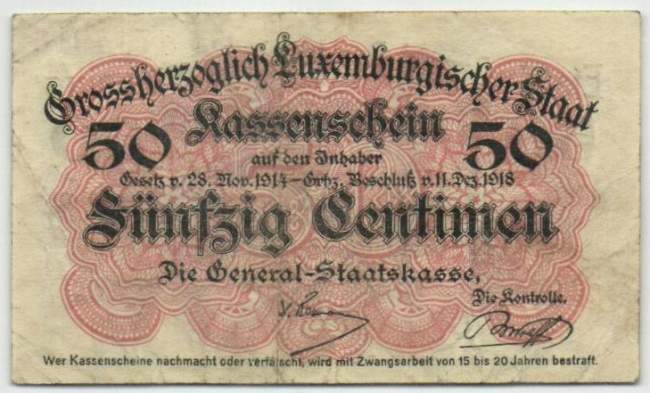 Grossherzoglich Luxemburgischer Staat
50 Kassenschein 50
auf den Inhaber
Gesetz v. 28. Nov. 1914 – Grhz. Beschluß v. 11. Dez. 1918
Fünfzig Centimen
Die General-Staatskasse,
Die Kontrolle.
Wer Kassenscheine nachmacht oder verfälscht, wird mit Zwangsarbeit von 15 bis 20 Jahren bestraft.